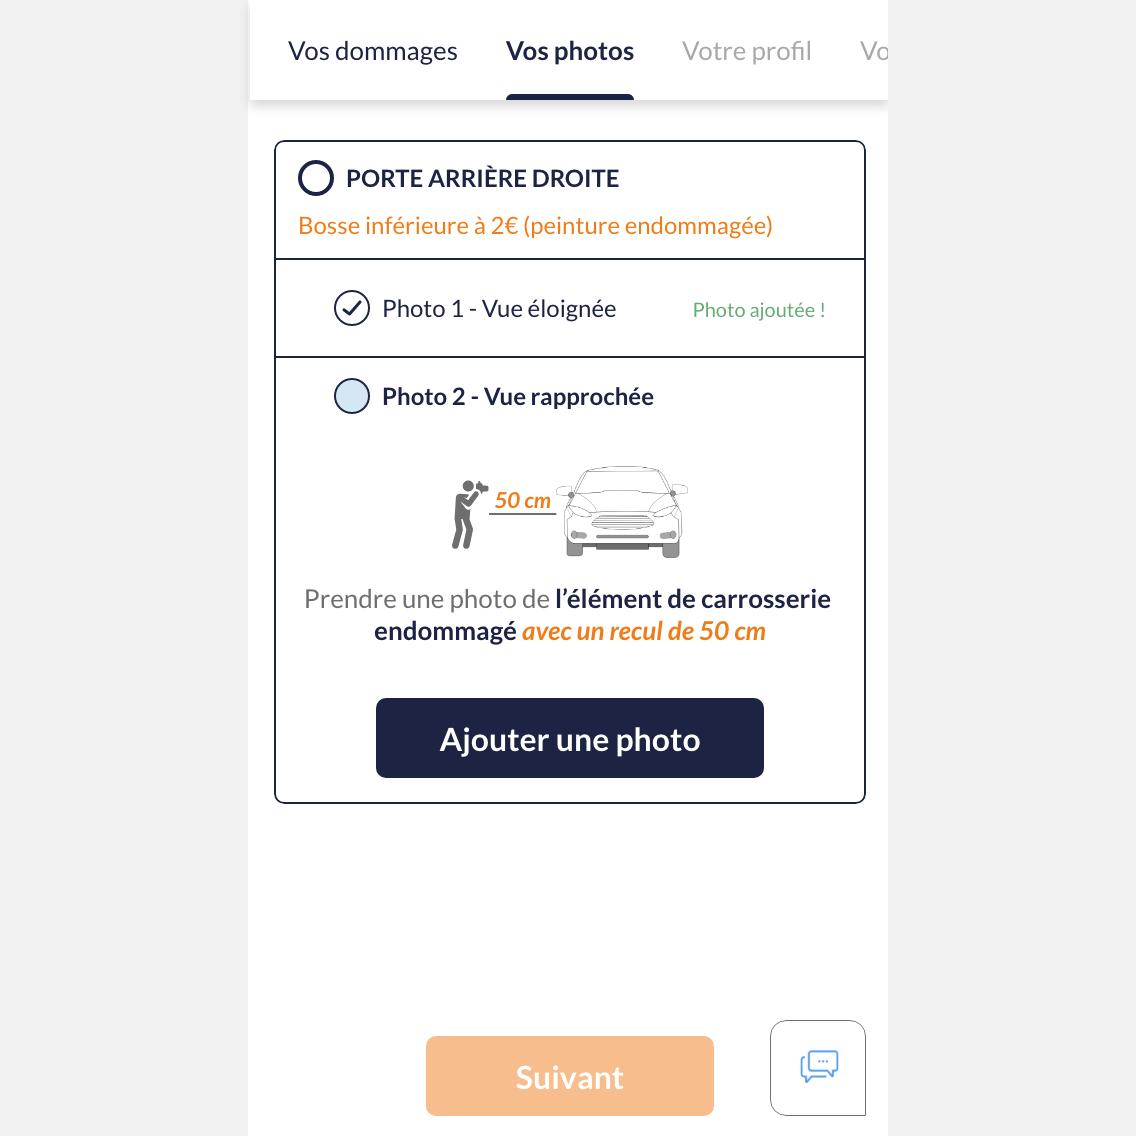 Vos dommages Vos photos Votre profil Vo
PORTE ARRIÈRE DROITE
Bosse inférieure à 2€ (peinture endommagée)
Photo 1 - Vue éloignée Photo ajoutée !
Photo 2 - Vue rapprochée
50 cm
Prendre une photo de l’élément de carrosserie
endommagé avec un recul de 50 cm
Ajouter une photo
Suivant